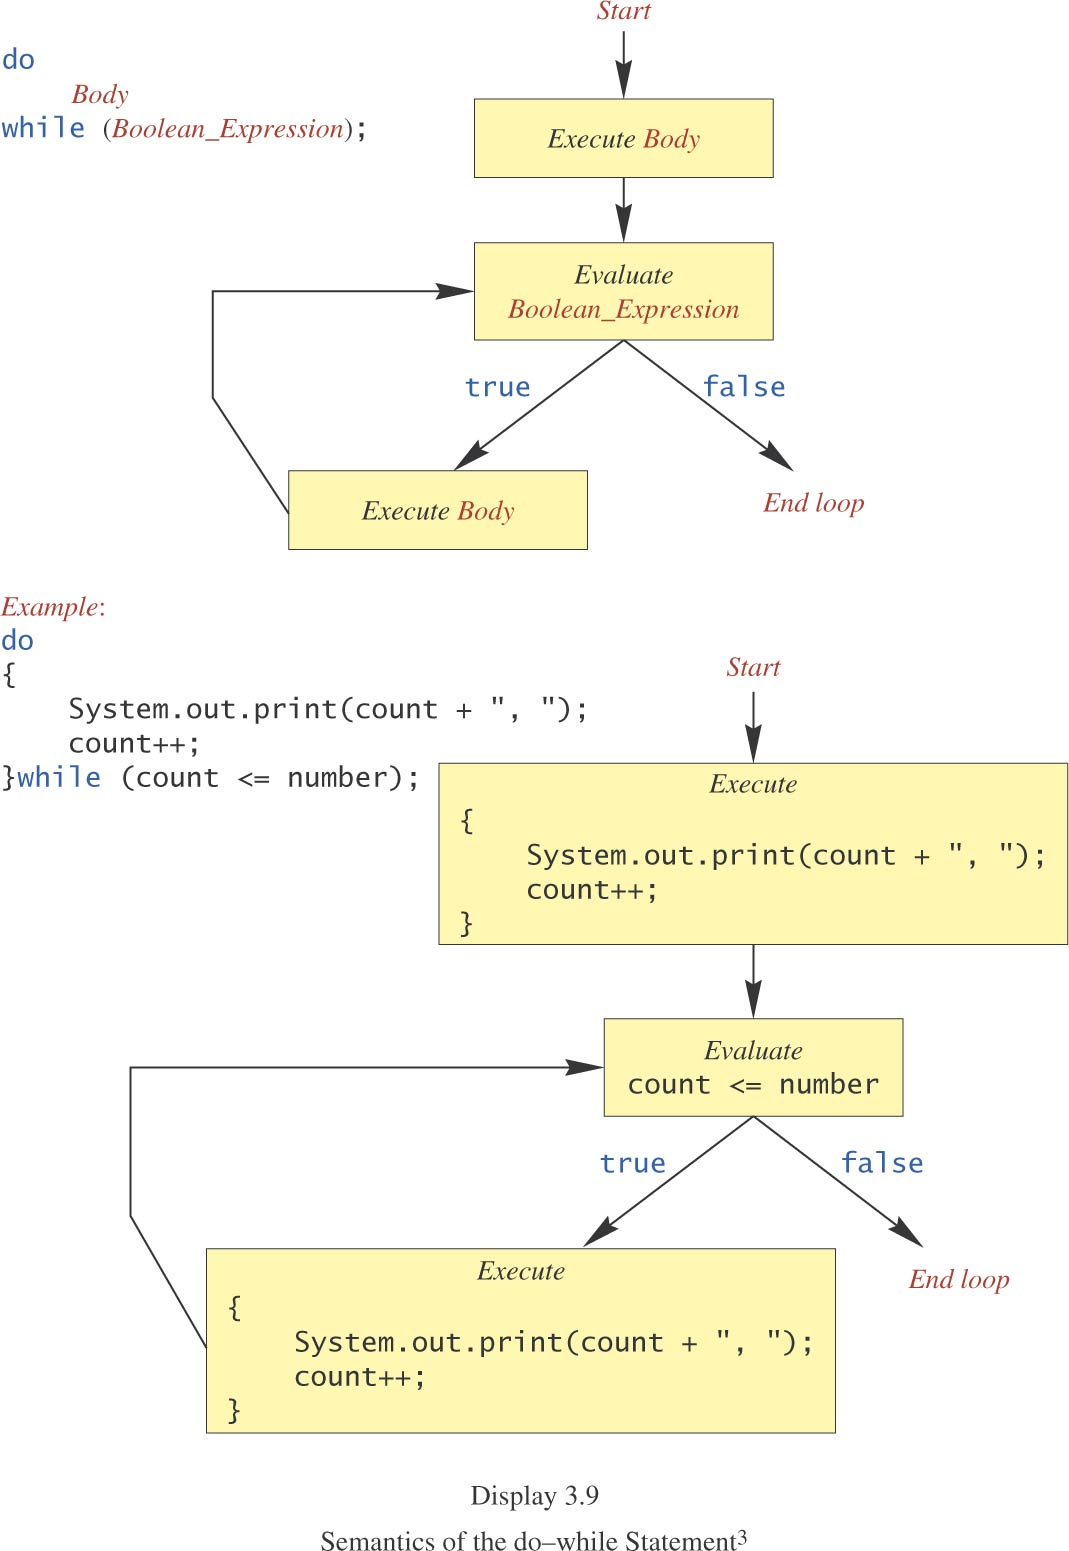 do
Body
while (Boolean_Expression);
Start
Execute Body
Evaluate
Boolean_Expression
true
false
Execute Body
End loop
Example:
do
{
System.out.print(count + ", ");
count++;
}while (count <= number);
Start
Execute
{
System.out.print(count + ", ");
count++;
}
Evaluate
count <= number
true
false
End loop
Execute
{
System.out.print(count + ", ");
count++;
}
Display 3.9
Semantics of the do–while Statement3